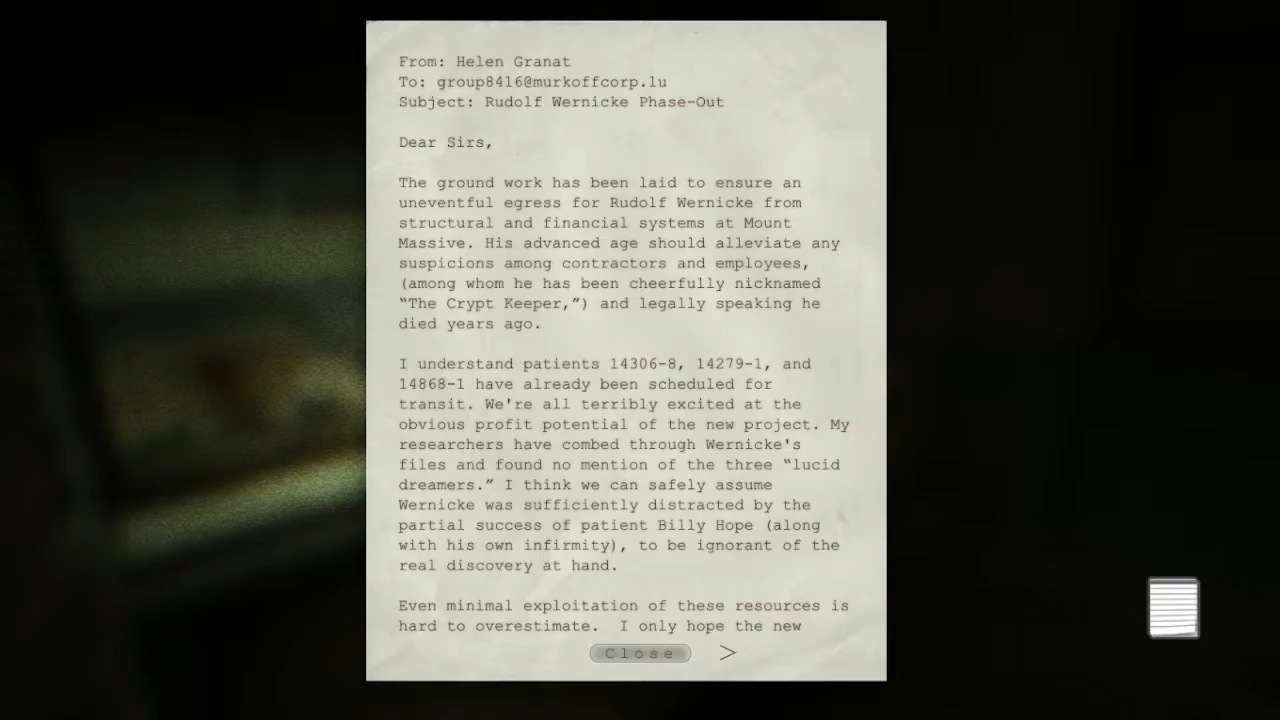 From: Helen Granat
To: group8416@murkoffcorp.lu
Subject: Rudolf Wernicke Phase-Out
Dear Sirs,
The ground work has been laid to ensure an
uneventful egress for Rudolf Wernicke from
structural and financial systems at Mount
Massive. His advanced age should alleviate any
suspicions among contractors and employees,
(among whom he has been cheerfully nicknamed
“The Crypt Keeper,”) and legally speaking he
died years ago.
I understand patients 14306-8, 14279-1, and
14868-1 have already been scheduled for
transit. We're all terribly excited at the
obvious profit potential of the new project. My
researchers have combed through Wernicke's
files and found no mention of the three “lucid
dreamers.” I think we can safely assume
Wernicke was sufficiently distracted by the
partial success of patient Billy Hope (along
with his own infirmity), to be ignorant of the
real discovery at hand.
Even minimal exploitation of these resources is
hard to overestimate.  I only hope the new
Close >